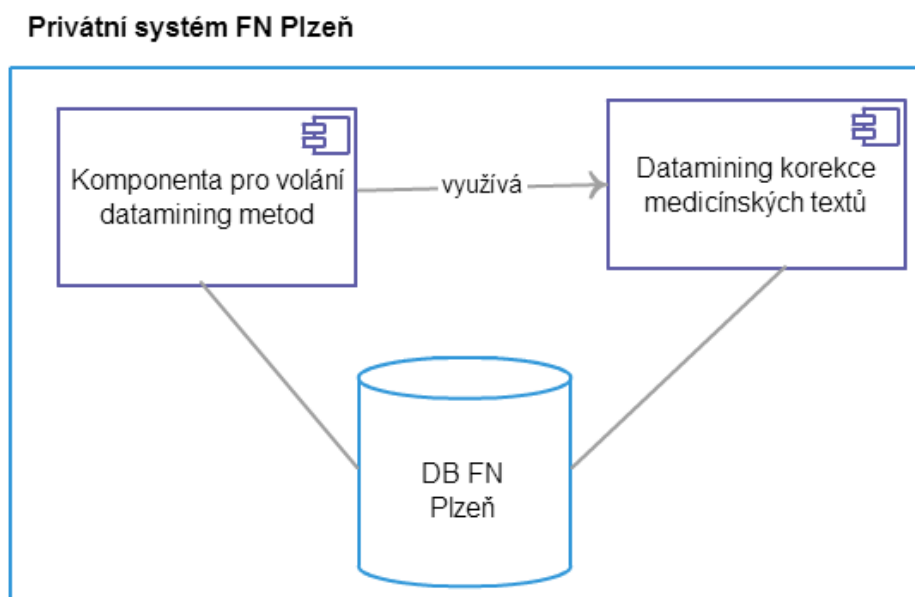 Privátní systém FN Plzeň
Komponenta pro volání
datamining metod
využívá
Datamining korekce
medicínských textů
DB FN
Plzeň